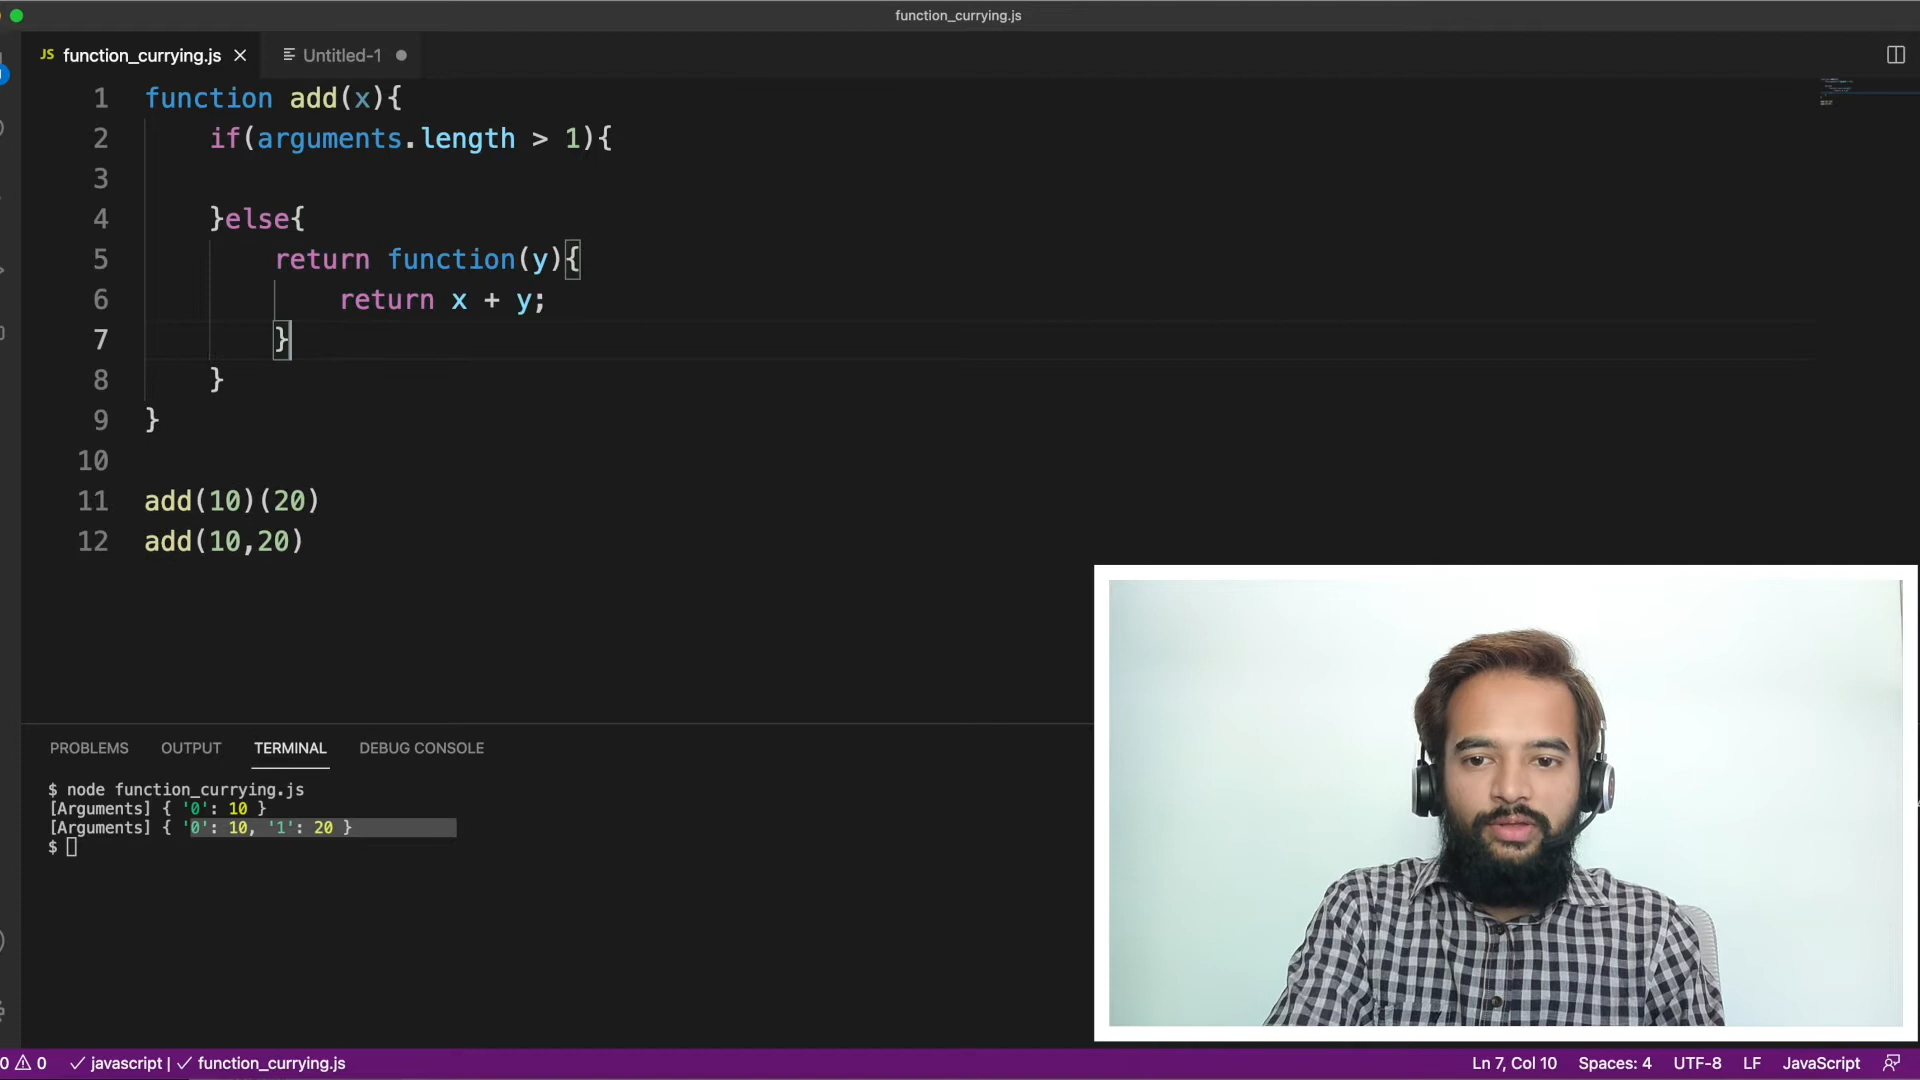 function_currying.js
JS function_currying.js
Untitled-1
1 function add(x){
2 if(arguments.length > 1){
3
4 }else{
5 return function(y){
6 return x + y;
7 }
8 }
9 }
10
11 add(10)(20)
12 add(10,20)
PROBLEMS OUTPUT TERMINAL DEBUG CONSOLE
$ node function_currying.js
[Arguments] { '0': 10 }
[Arguments] { '0': 10, '1': 20 }
$
0 0 javascript | function_currying.js Ln 7, Col 10 Spaces: 4 UTF-8 LF JavaScript